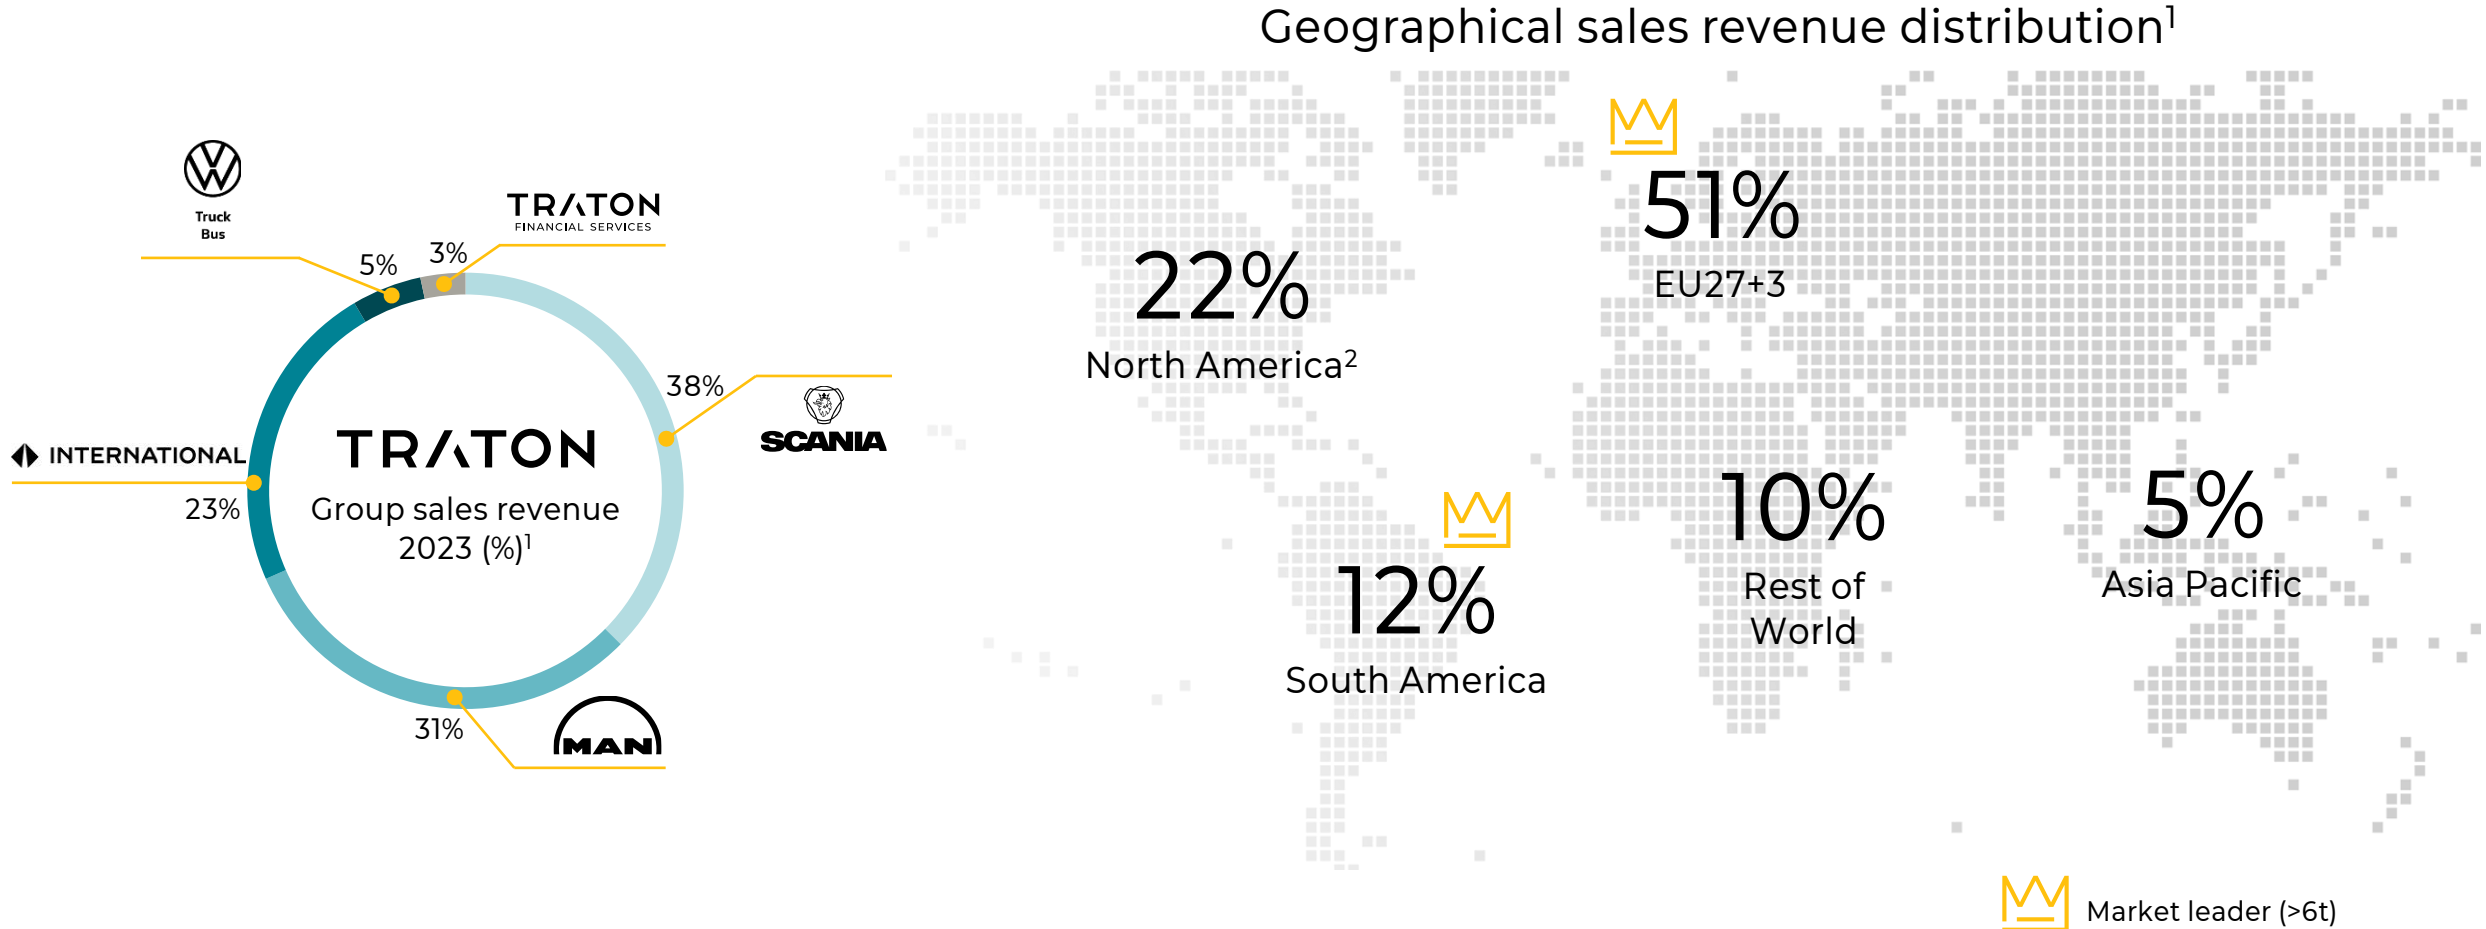 Geographical sales revenue distribution¹
Truck
Bus
TRATON
FINANCIAL SERVICES
5%
3%
38%
SCANIA
INTERNATIONAL
23%
TRATON
Group sales revenue
2023 (%)¹
31%
MAN
51%
EU27+3
22%
North America²
12%
South America
10%
Rest of
World
5%
Asia Pacific
Market leader (>6t)